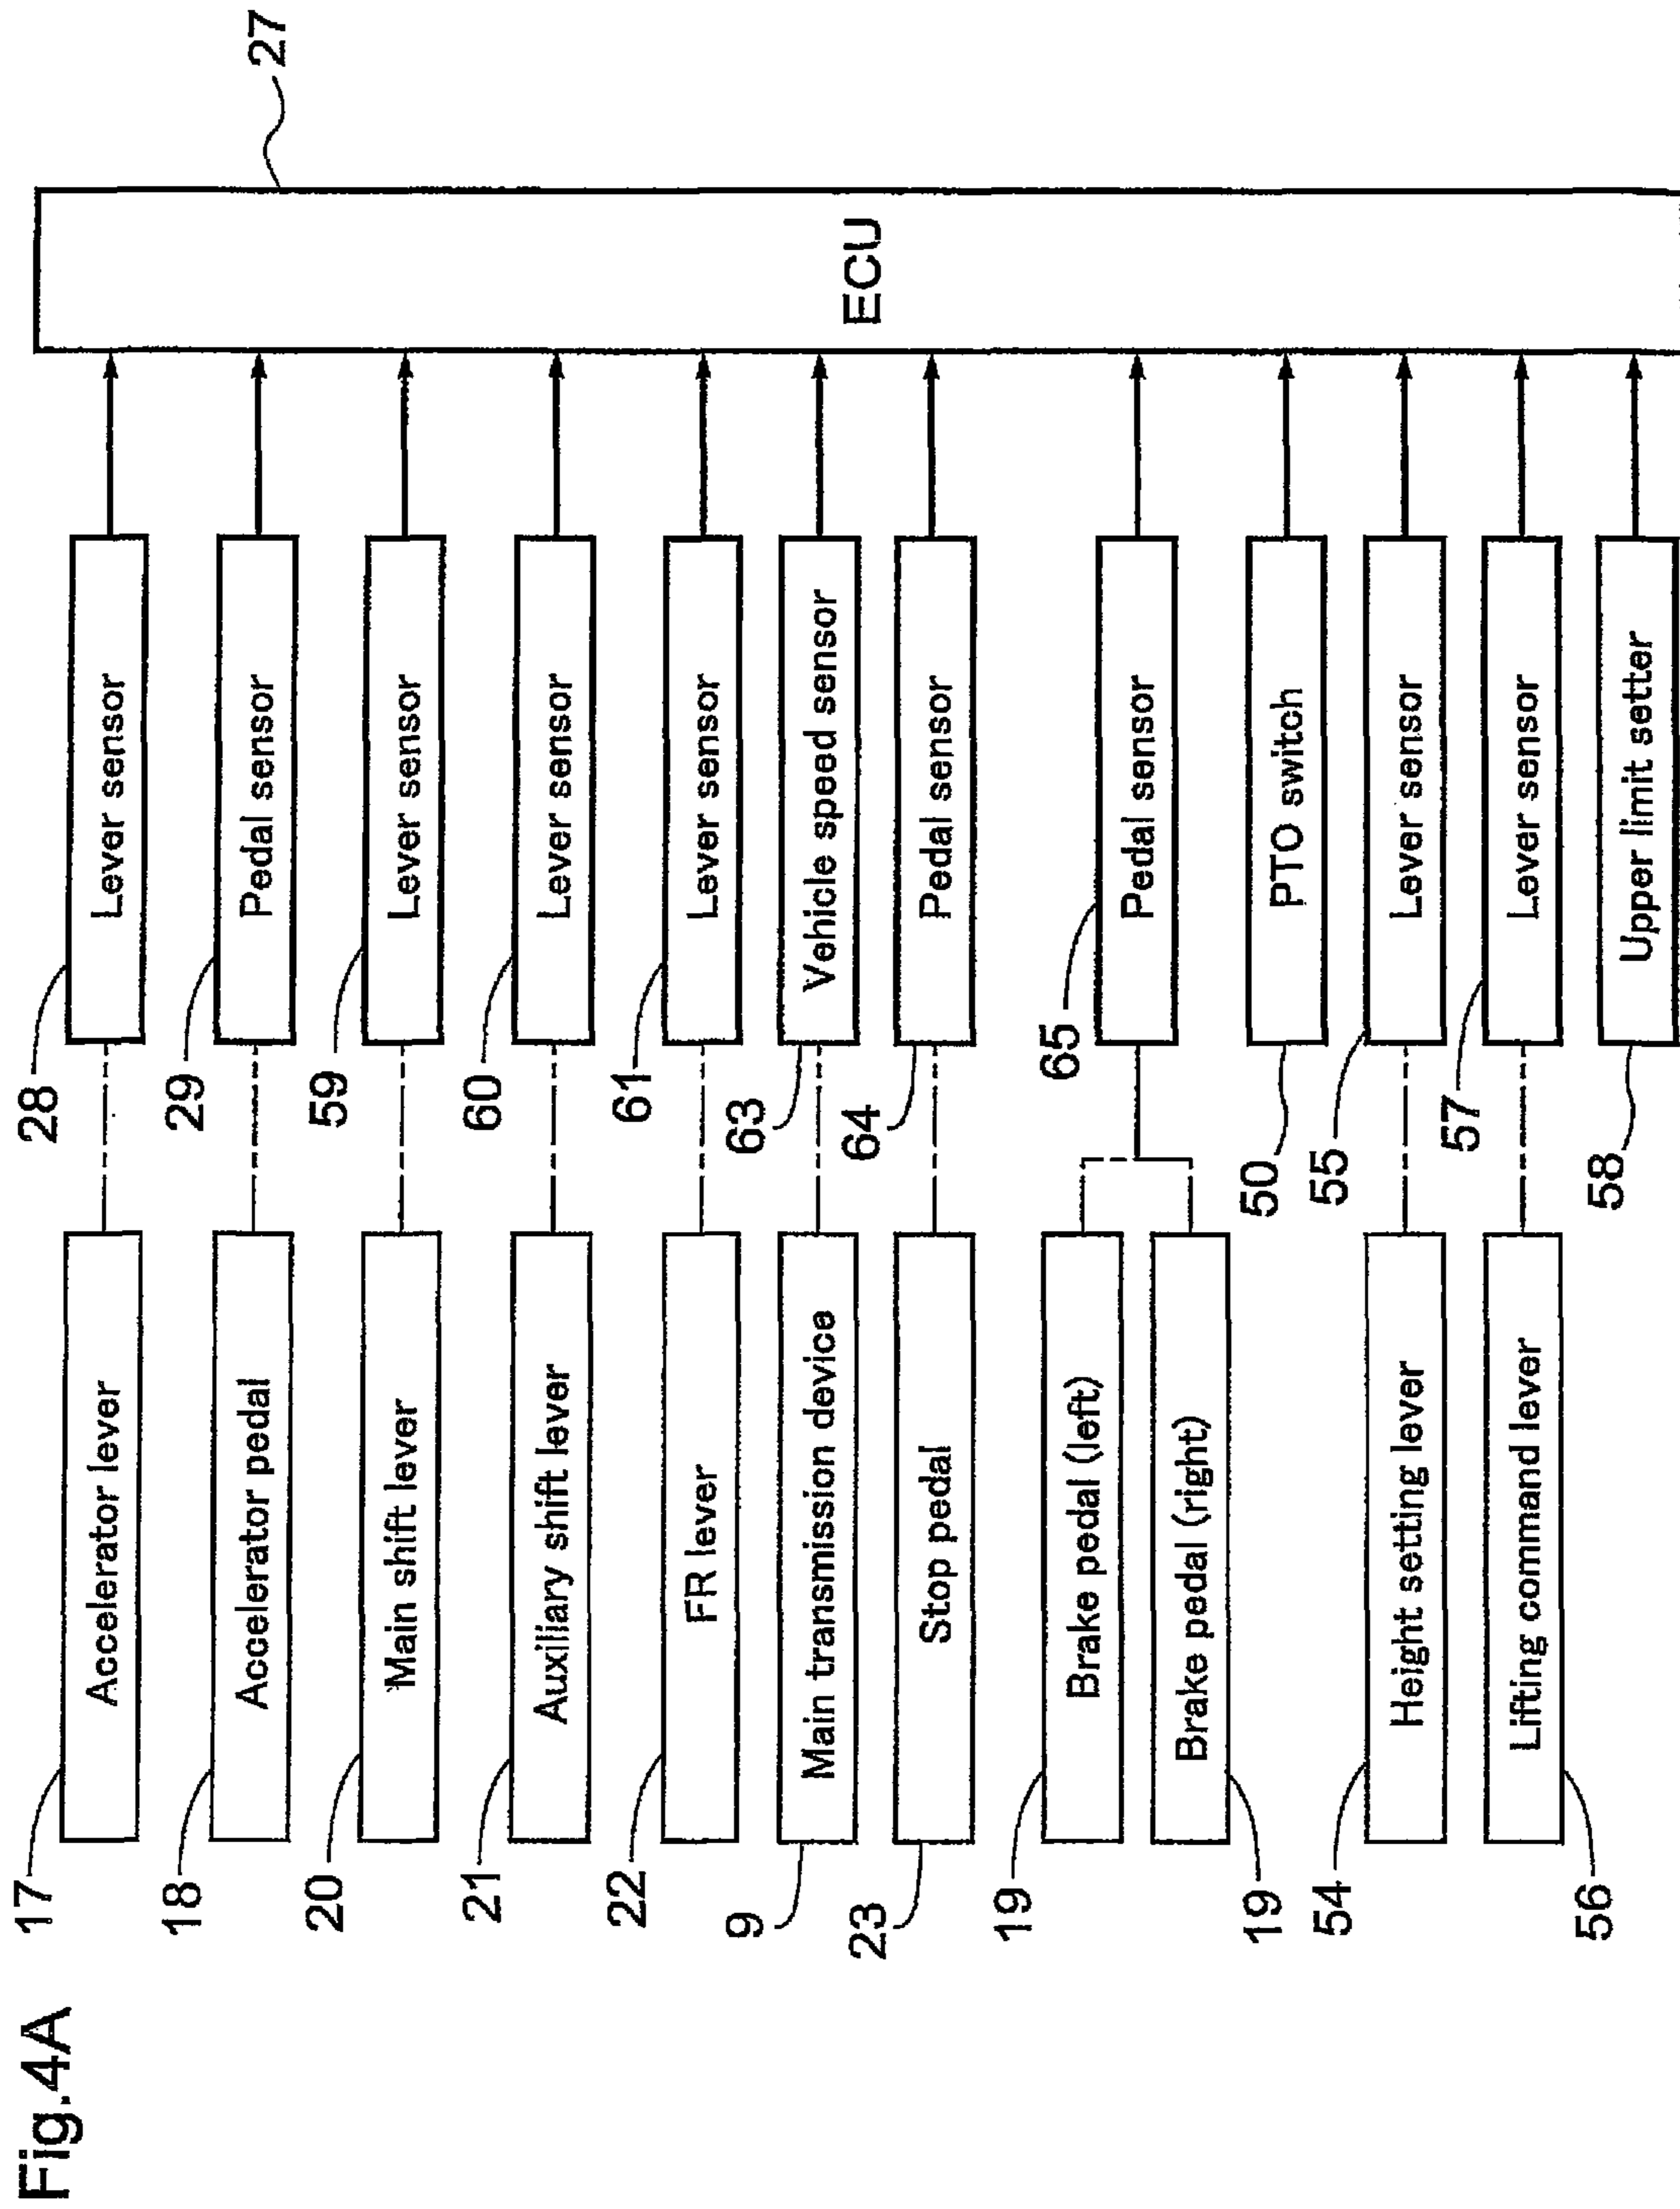 Fig.4A
17
Accelerator lever
28
Lever sensor
18
Accelerator pedal
29
Pedal sensor
20
Main shift lever
59
Lever sensor
21
Auxiliary shift lever
60
Lever sensor
22
FR lever
61
Lever sensor
9
Main transmission device
63
Vehicle speed sensor
23
Stop pedal
64
Pedal sensor
19
Brake pedal (left)
19
Brake pedal (right)
65
Pedal sensor
50
PTO switch
54
Height setting lever
55
Lever sensor
56
Lifting command lever
57
Lever sensor
58
Upper limit setter
ECU
27